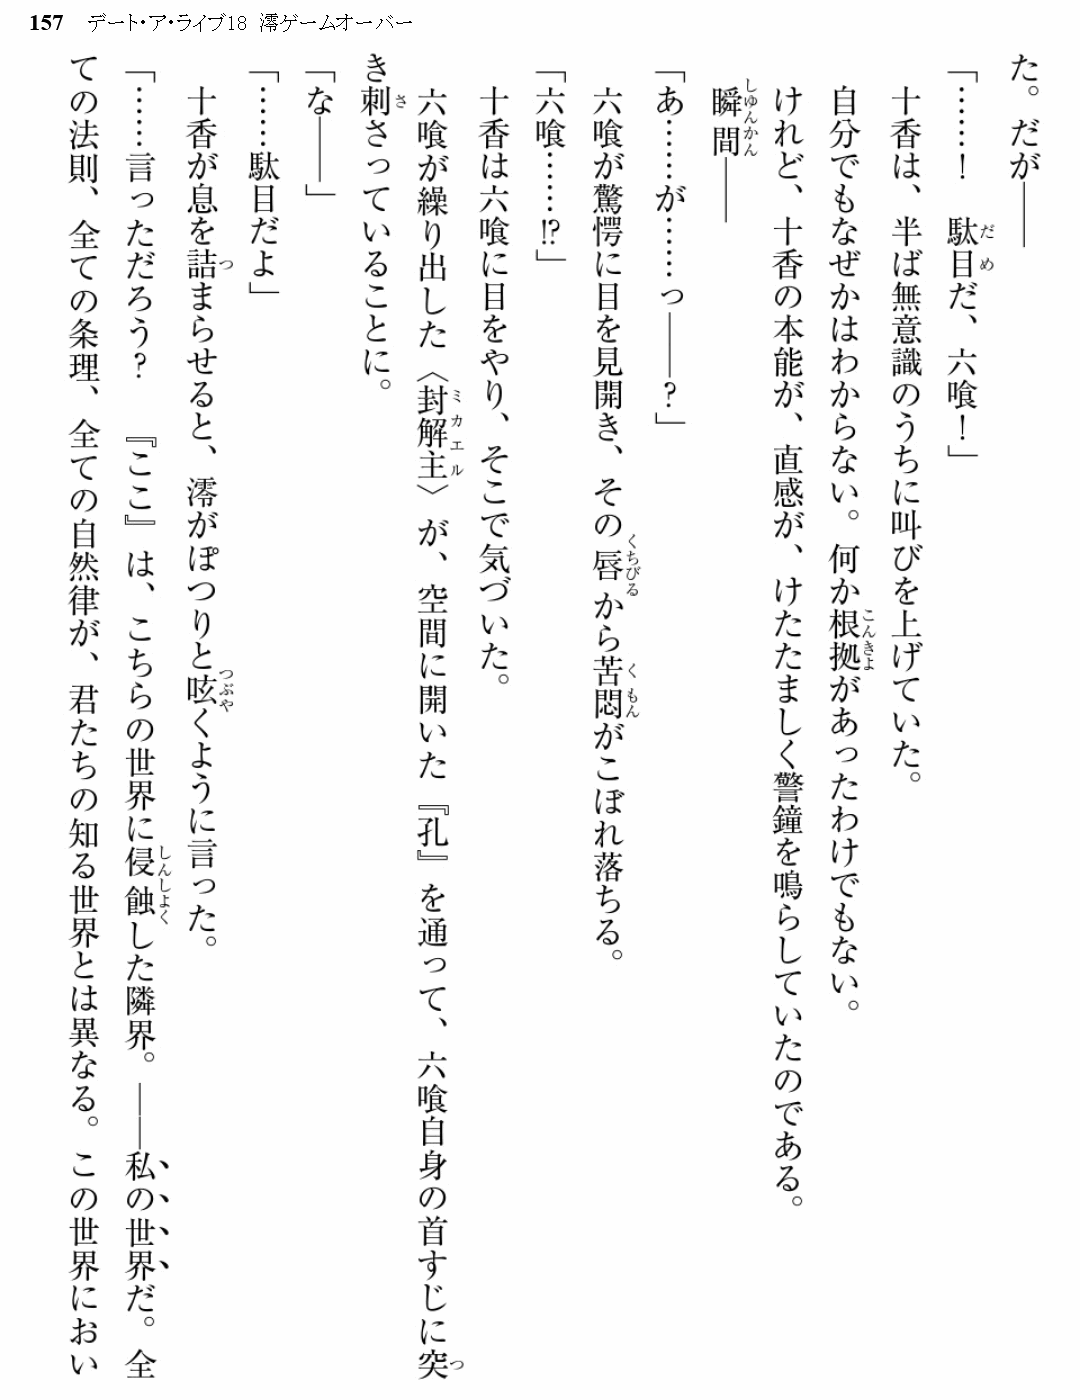 157 デート・ア・ライブ18 澪ゲームオーバー
た。だが――
「……！　駄目だ、六喰！」
十香は、半ば無意識のうちに叫びを上げていた。
自分でもなぜかはわからない。何か根拠があったわけでもない。
けれど、十香の本能が、直感が、けたたましく警鐘を鳴らしていたのである。
瞬間――
「あ……が……っ――？」
六喰が驚愕に目を見開き、その唇から苦悶がこぼれ落ちる。
「六喰……⁉」
十香は六喰に目をやり、そこで気づいた。
六喰が繰り出した〈封解主〉が、空間に開いた『孔』を通って、六喰自身の首すじに突
き刺さっていることに。
「な――」
「……駄目だよ」
十香が息を詰まらせると、澪がぽつりと呟くように言った。
「……言っただろう？　『ここ』は、こちらの世界に侵蝕した隣界。――私の世界だ。全
ての法則、全ての条理、全ての自然律が、君たちの知る世界とは異なる。この世界におい